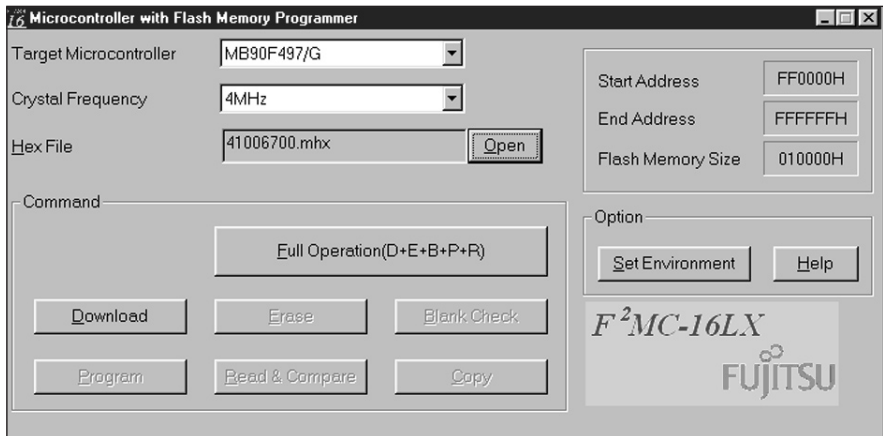 16 Microcontroller with Flash Memory Programmer
Target Microcontroller MB90F497/G
Crystal Frequency 4MHz
Hex File 41006700.mhx Open
Start Address FF0000H
End Address FFFFFFH
Flash Memory Size 010000H
Command
Full Operation(D+E+B+P+R)
Download Erase Blank Check
Program Read & Compare Copy
Option
Set Environment Help
F²MC-16LX
FUJITSU